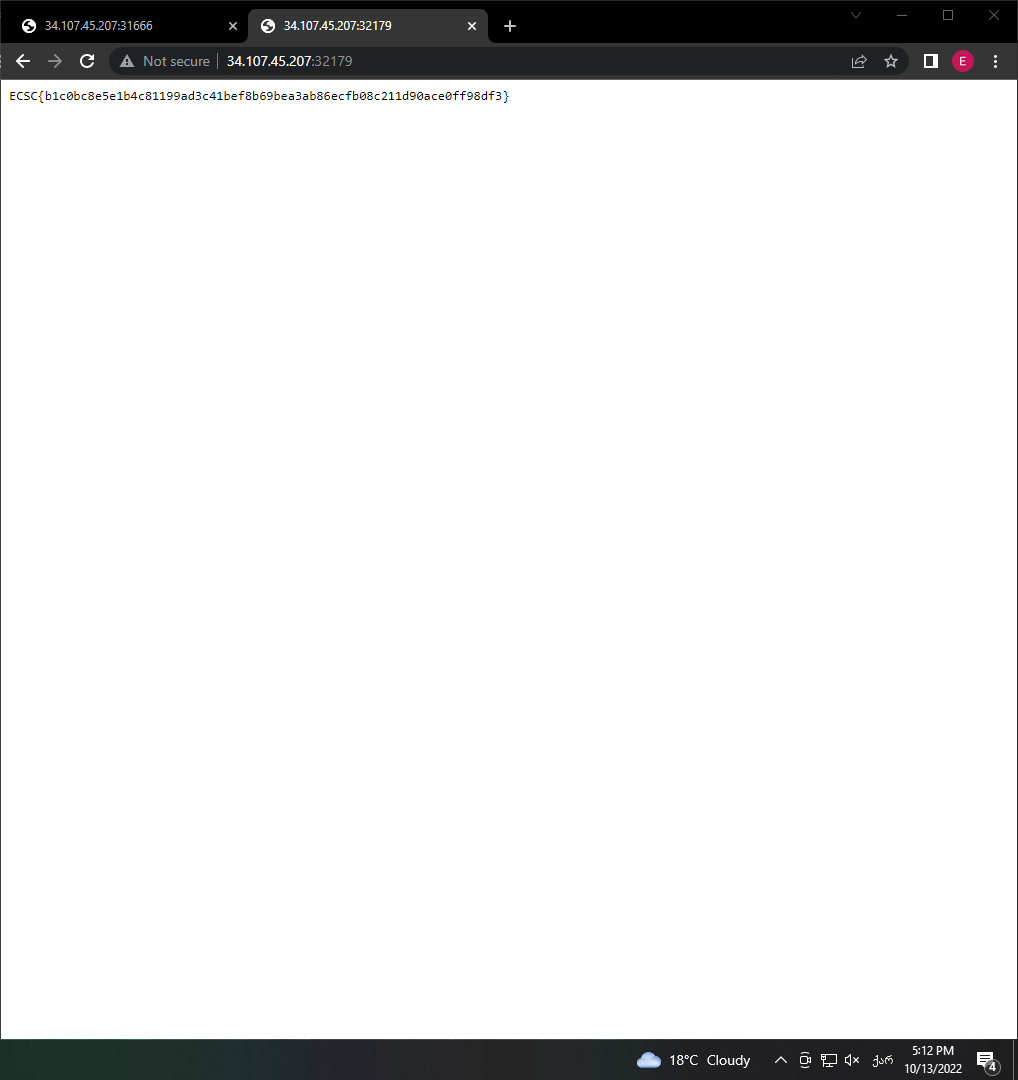 34.107.45.207:31666
34.107.45.207:32179
Not secure
34.107.45.207:32179
E
ECSC{b1c0bc8e5e1b4c81199ad3c41bef8b69bea3ab86ecfb08c211d90ace0ff98df3}
18°C Cloudy
ქარ
5:12 PM
10/13/2022
4